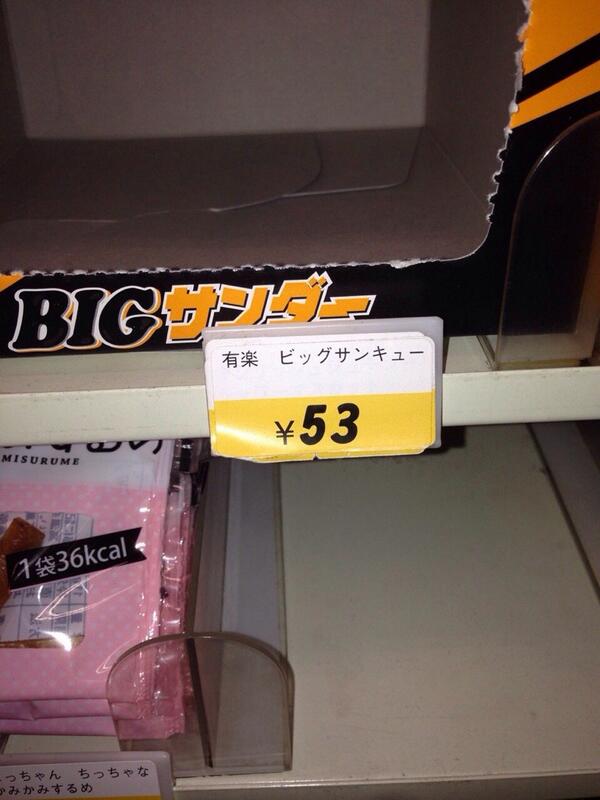 BIGサンダー
有楽 ビッグサンキュー
¥53
MISURUME
1袋36kcal
っちゃん ちっちゃな
みかみするめ